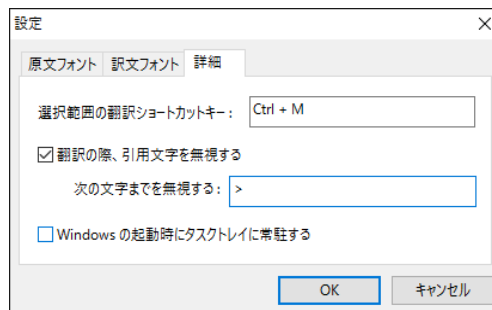 設定
原文フォント 訳文フォント 詳細
選択範囲の翻訳ショートカットキー: Ctrl + M
翻訳の際、引用文字を無視する
次の文字までを無視する: >
Windows の起動時にタスクトレイに常駐する
OK キャンセル